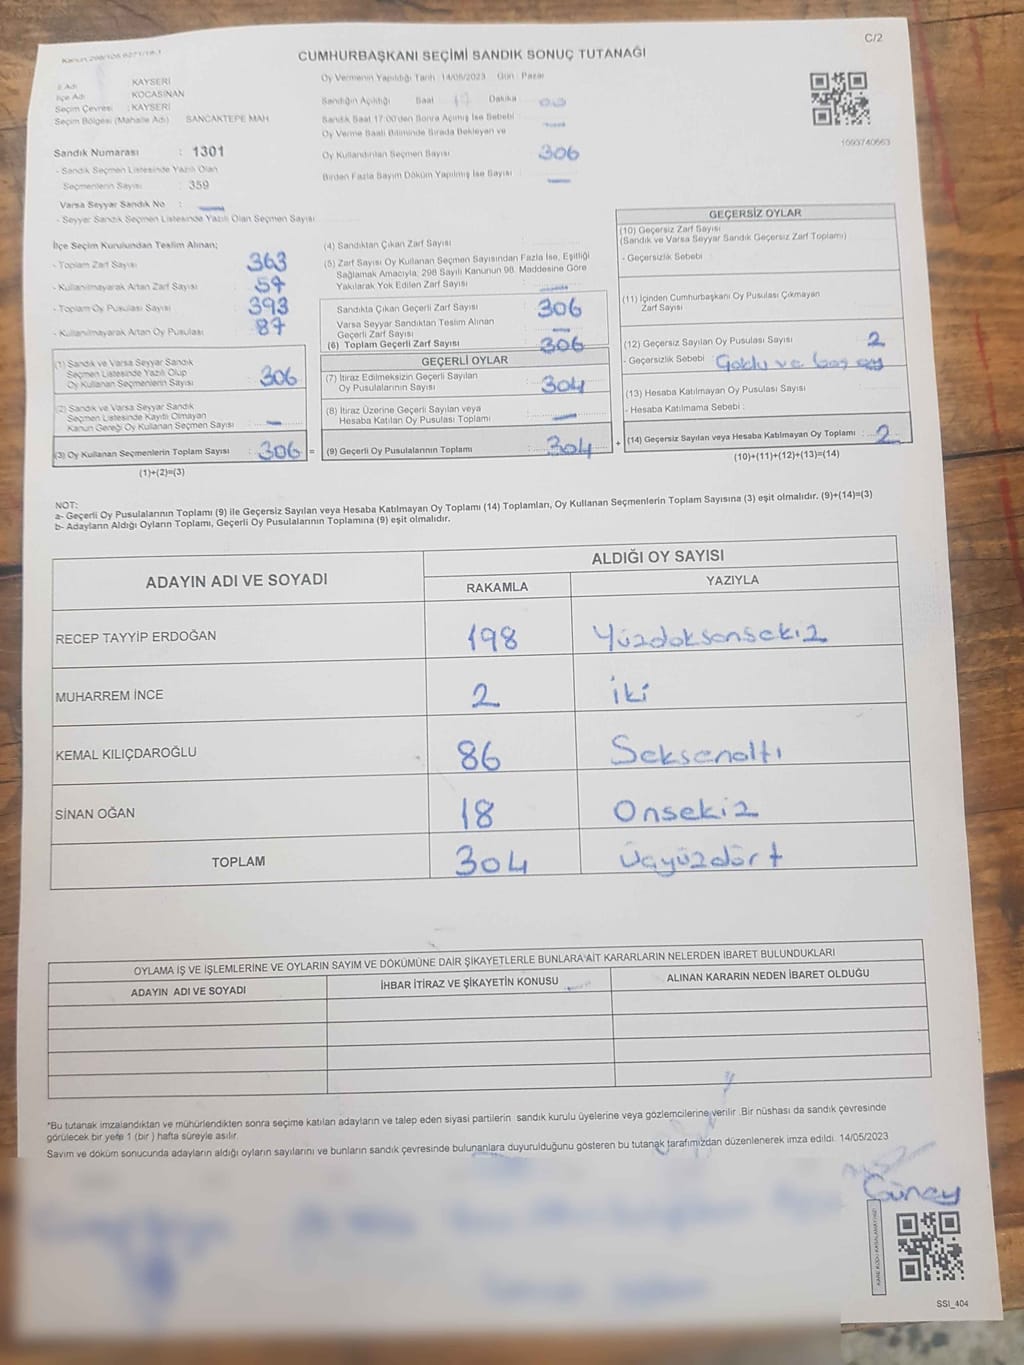 Kanun:298/106,6271/18-1
C/2
CUMHURBAŞKANI SEÇİMİ SANDIK SONUÇ TUTANAĞI
İl Adı : KAYSERİ
İlçe Adı : KOCASİNAN
Seçim Çevresi : KAYSERİ
Seçim Bölgesi (Mahalle Adı) SANCAKTEPE MAH
Sandık Numarası : 1301
- Sandık Seçmen Listesinde Yazılı Olan
Seçmenlerin Sayısı : 359
Varsa Seyyar Sandık No : —
- Seyyar Sandık Seçmen Listesinde Yazılı Olan Seçmen Sayısı
Oy Vermenin Yapıldığı Tarih : 14/05/2023 Gün : Pazar
Sandığın Açıldığı Saat 17 Dakika 00
Sandık Saat 17:00'den Sonra Açılmış İse Sebebi —
Oy Verme Saati Bitiminde Sırada Bekleyen ve
Oy Kullandırılan Seçmen Sayısı 306
Birden Fazla Sayım Döküm Yapılmış İse Sayısı : —
1093740663
İlçe Seçim Kurulundan Teslim Alınan;
- Toplam Zarf Sayısı 363
- Kullanılmayarak Artan Zarf Sayısı 57
- Toplam Oy Pusulası Sayısı 393
- Kullanılmayarak Artan Oy Pusulası 87
(1) Sandık ve Varsa Seyyar Sandık
Seçmen Listesinde Yazılı Olup
Oy Kullanan Seçmenlerin Sayısı 306
(2) Sandık ve Varsa Seyyar Sandık
Seçmen Listesinde Kayıtlı Olmayan
Kanun Gereği Oy Kullanan Seçmen Sayısı —
(3) Oy Kullanan Seçmenlerin Toplam Sayısı : 306 =
(1)+(2)=(3)
(4) Sandıktan Çıkan Zarf Sayısı
(5) Zarf Sayısı Oy Kullanan Seçmen Sayısından Fazla İse, Eşitliği
Sağlamak Amacıyla, 298 Sayılı Kanunun 98. Maddesine Göre
Yakılarak Yok Edilen Zarf Sayısı —
Sandıkta Çıkan Geçerli Zarf Sayısı 306
Varsa Seyyar Sandıktan Teslim Alınan
Geçerli Zarf Sayısı —
(6) Toplam Geçerli Zarf Sayısı 306
GEÇERLİ OYLAR
(7) İtiraz Edilmeksizin Geçerli Sayılan
Oy Pusulalarının Sayısı 304
(8) İtiraz Üzerine Geçerli Sayılan veya
Hesaba Katılan Oy Pusulası Toplamı —
(9) Geçerli Oy Pusulalarının Toplamı : 304 +
GEÇERSİZ OYLAR
(10) Geçersiz Zarf Sayısı
(Sandık ve Varsa Seyyar Sandık Geçersiz Zarf Toplamı)
- Geçersizlik Sebebi :
(11) İçinden Cumhurbaşkanı Oy Pusulası Çıkmayan
Zarf Sayısı
(12) Geçersiz Sayılan Oy Pusulası Sayısı 2
- Geçersizlik Sebebi ve boş oy
(13) Hesaba Katılmayan Oy Pusulası Sayısı
- Hesaba Katılmama Sebebi :
(14) Geçersiz Sayılan veya Hesaba Katılmayan Oy Toplamı : 2
(10)+(11)+(12)+(13)=(14)
NOT:
a- Geçerli Oy Pusulalarının Toplamı (9) ile Geçersiz Sayılan veya Hesaba Katılmayan Oy Toplamı (14) Toplamları, Oy Kullanan Seçmenlerin Toplam Sayısına (3) eşit olmalıdır. (9)+(14)=(3)
b- Adayların Aldığı Oyların Toplamı, Geçerli Oy Pusulalarının Toplamına (9) eşit olmalıdır.
ADAYIN ADI VE SOYADI
ALDIĞI OY SAYISI
RAKAMLA YAZIYLA
RECEP TAYYİP ERDOĞAN 198 Yüzdoksansekiz
MUHARREM İNCE 2 İki
KEMAL KILIÇDAROĞLU 86 Seksenaltı
SİNAN OĞAN 18 Onsekiz
TOPLAM 304 Üçyüzdört
OYLAMA İŞ VE İŞLEMLERİNE VE OYLARIN SAYIM VE DÖKÜMÜNE DAİR ŞİKAYETLERLE BUNLARA AİT KARARLARIN NELERDEN İBARET BULUNDUKLARI
ADAYIN ADI VE SOYADI İHBAR İTİRAZ VE ŞİKAYETİN KONUSU ALINAN KARARIN NEDEN İBARET OLDUĞU
*Bu tutanak imzalandıktan ve mühürlendikten sonra seçime katılan adayların ve talep eden siyasi partilerin sandık kurulu üyelerine veya gözlemcilerine verilir .Bir nüshası da sandık çevresinde
görülecek bir yere 1 (bir ) hafta süreyle asılır.
Sayım ve döküm sonucunda adayların aldığı oyların sayılarını ve bunların sandık çevresinde bulunanlara duyurulduğunu gösteren bu tutanak tarafımızdan düzenlenerek imza edildi. 14/05/2023
Güney
SSI_404